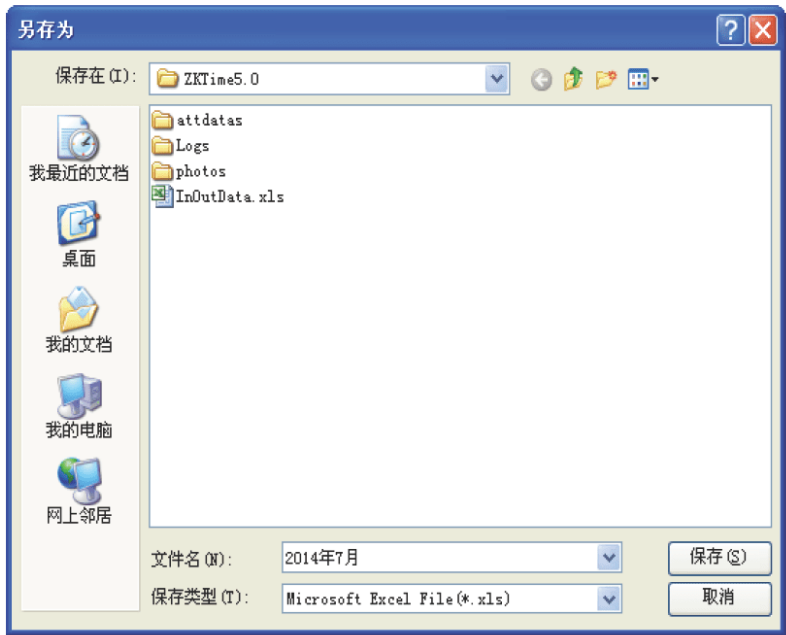 另存为
保存在(I):
ZKTime5.0
attdatas
Logs
photos
InOutData.xls
我最近的文档
桌面
我的文档
我的电脑
网上邻居
文件名(N):
2014年7月
保存(S)
保存类型(T):
Microsoft Excel File(*.xls)
取消